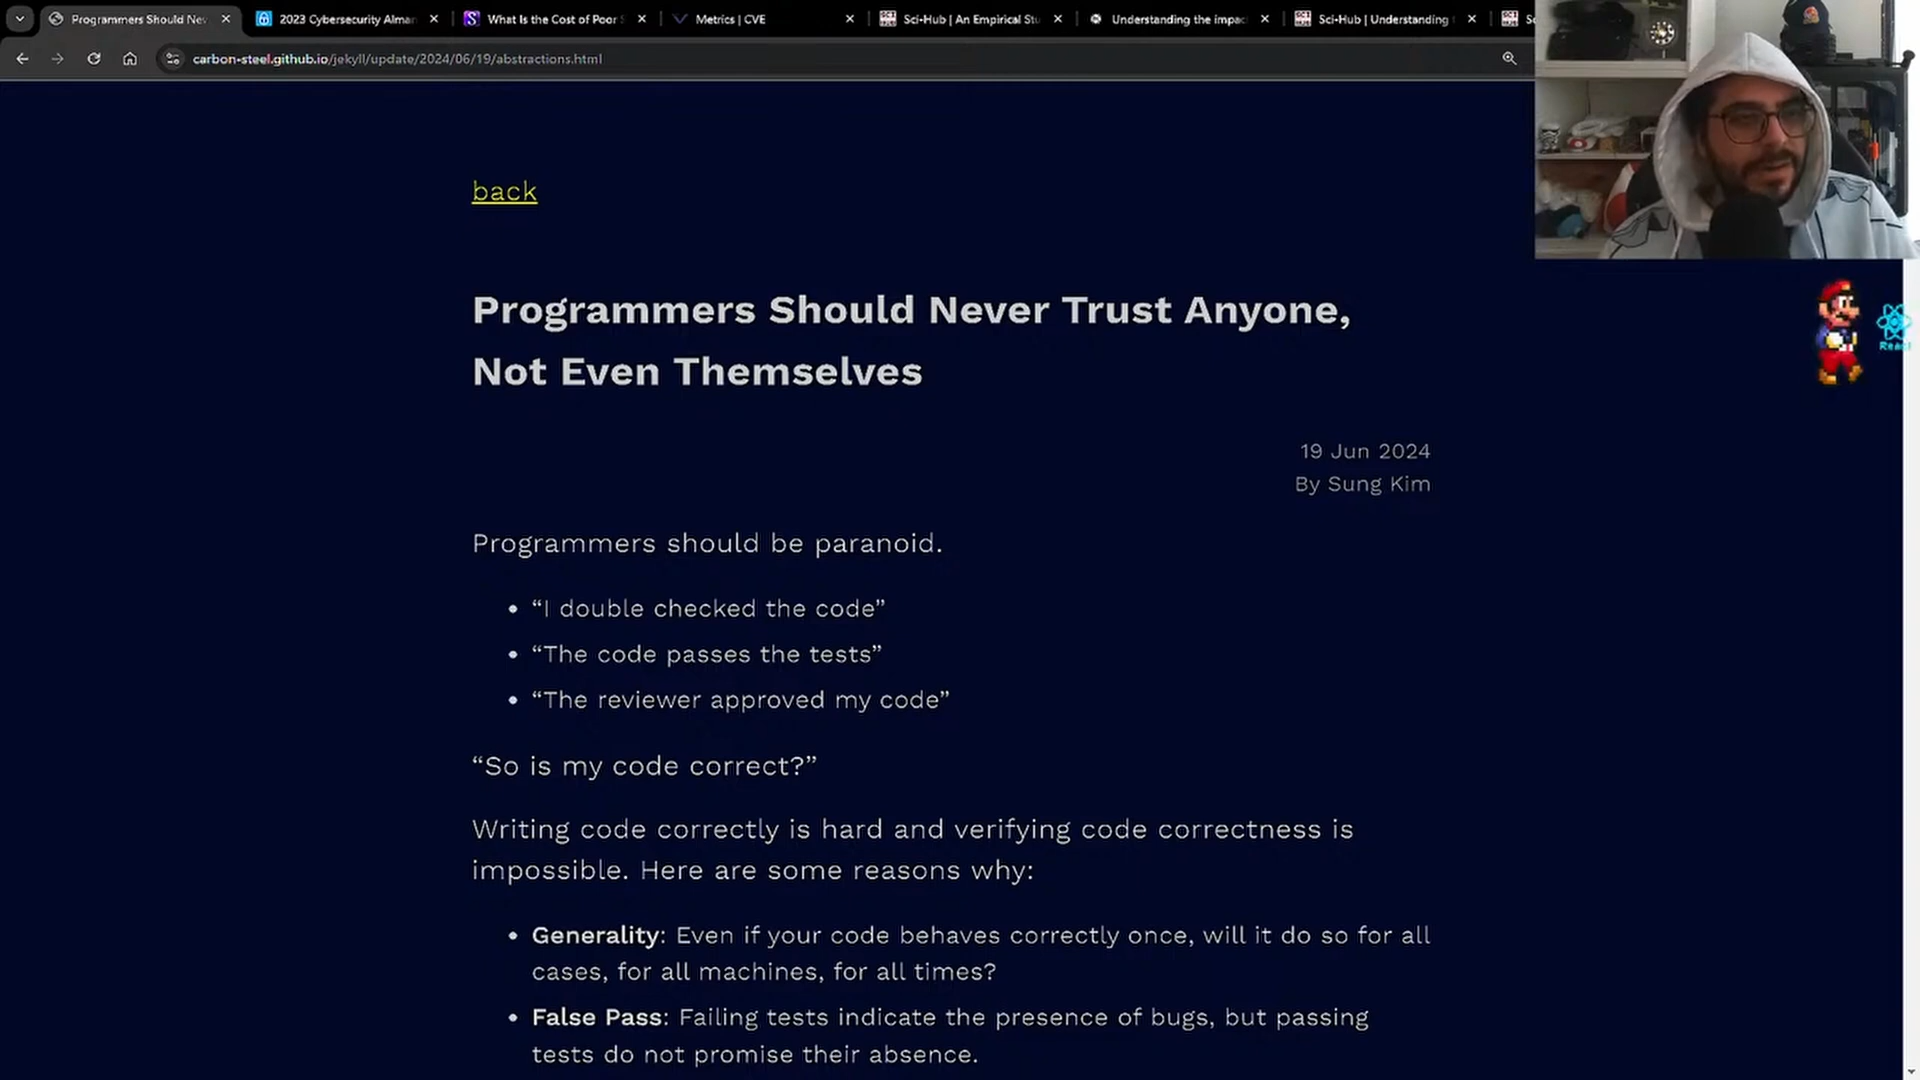 Programmers Should Nev
2023 Cybersecurity Alman
What Is the Cost of Poor S
Metrics | CVE
Sci-Hub | An Empirical Stu
Understanding the impac
Sci-Hub | Understanding
carbon-steel.github.io/jekyll/update/2024/06/19/abstractions.html
back
Programmers Should Never Trust Anyone,
Not Even Themselves
19 Jun 2024
By Sung Kim
Programmers should be paranoid.
• “I double checked the code”
• “The code passes the tests”
• “The reviewer approved my code”
“So is my code correct?”
Writing code correctly is hard and verifying code correctness is
impossible. Here are some reasons why:
• Generality: Even if your code behaves correctly once, will it do so for all
cases, for all machines, for all times?
• False Pass: Failing tests indicate the presence of bugs, but passing
tests do not promise their absence.